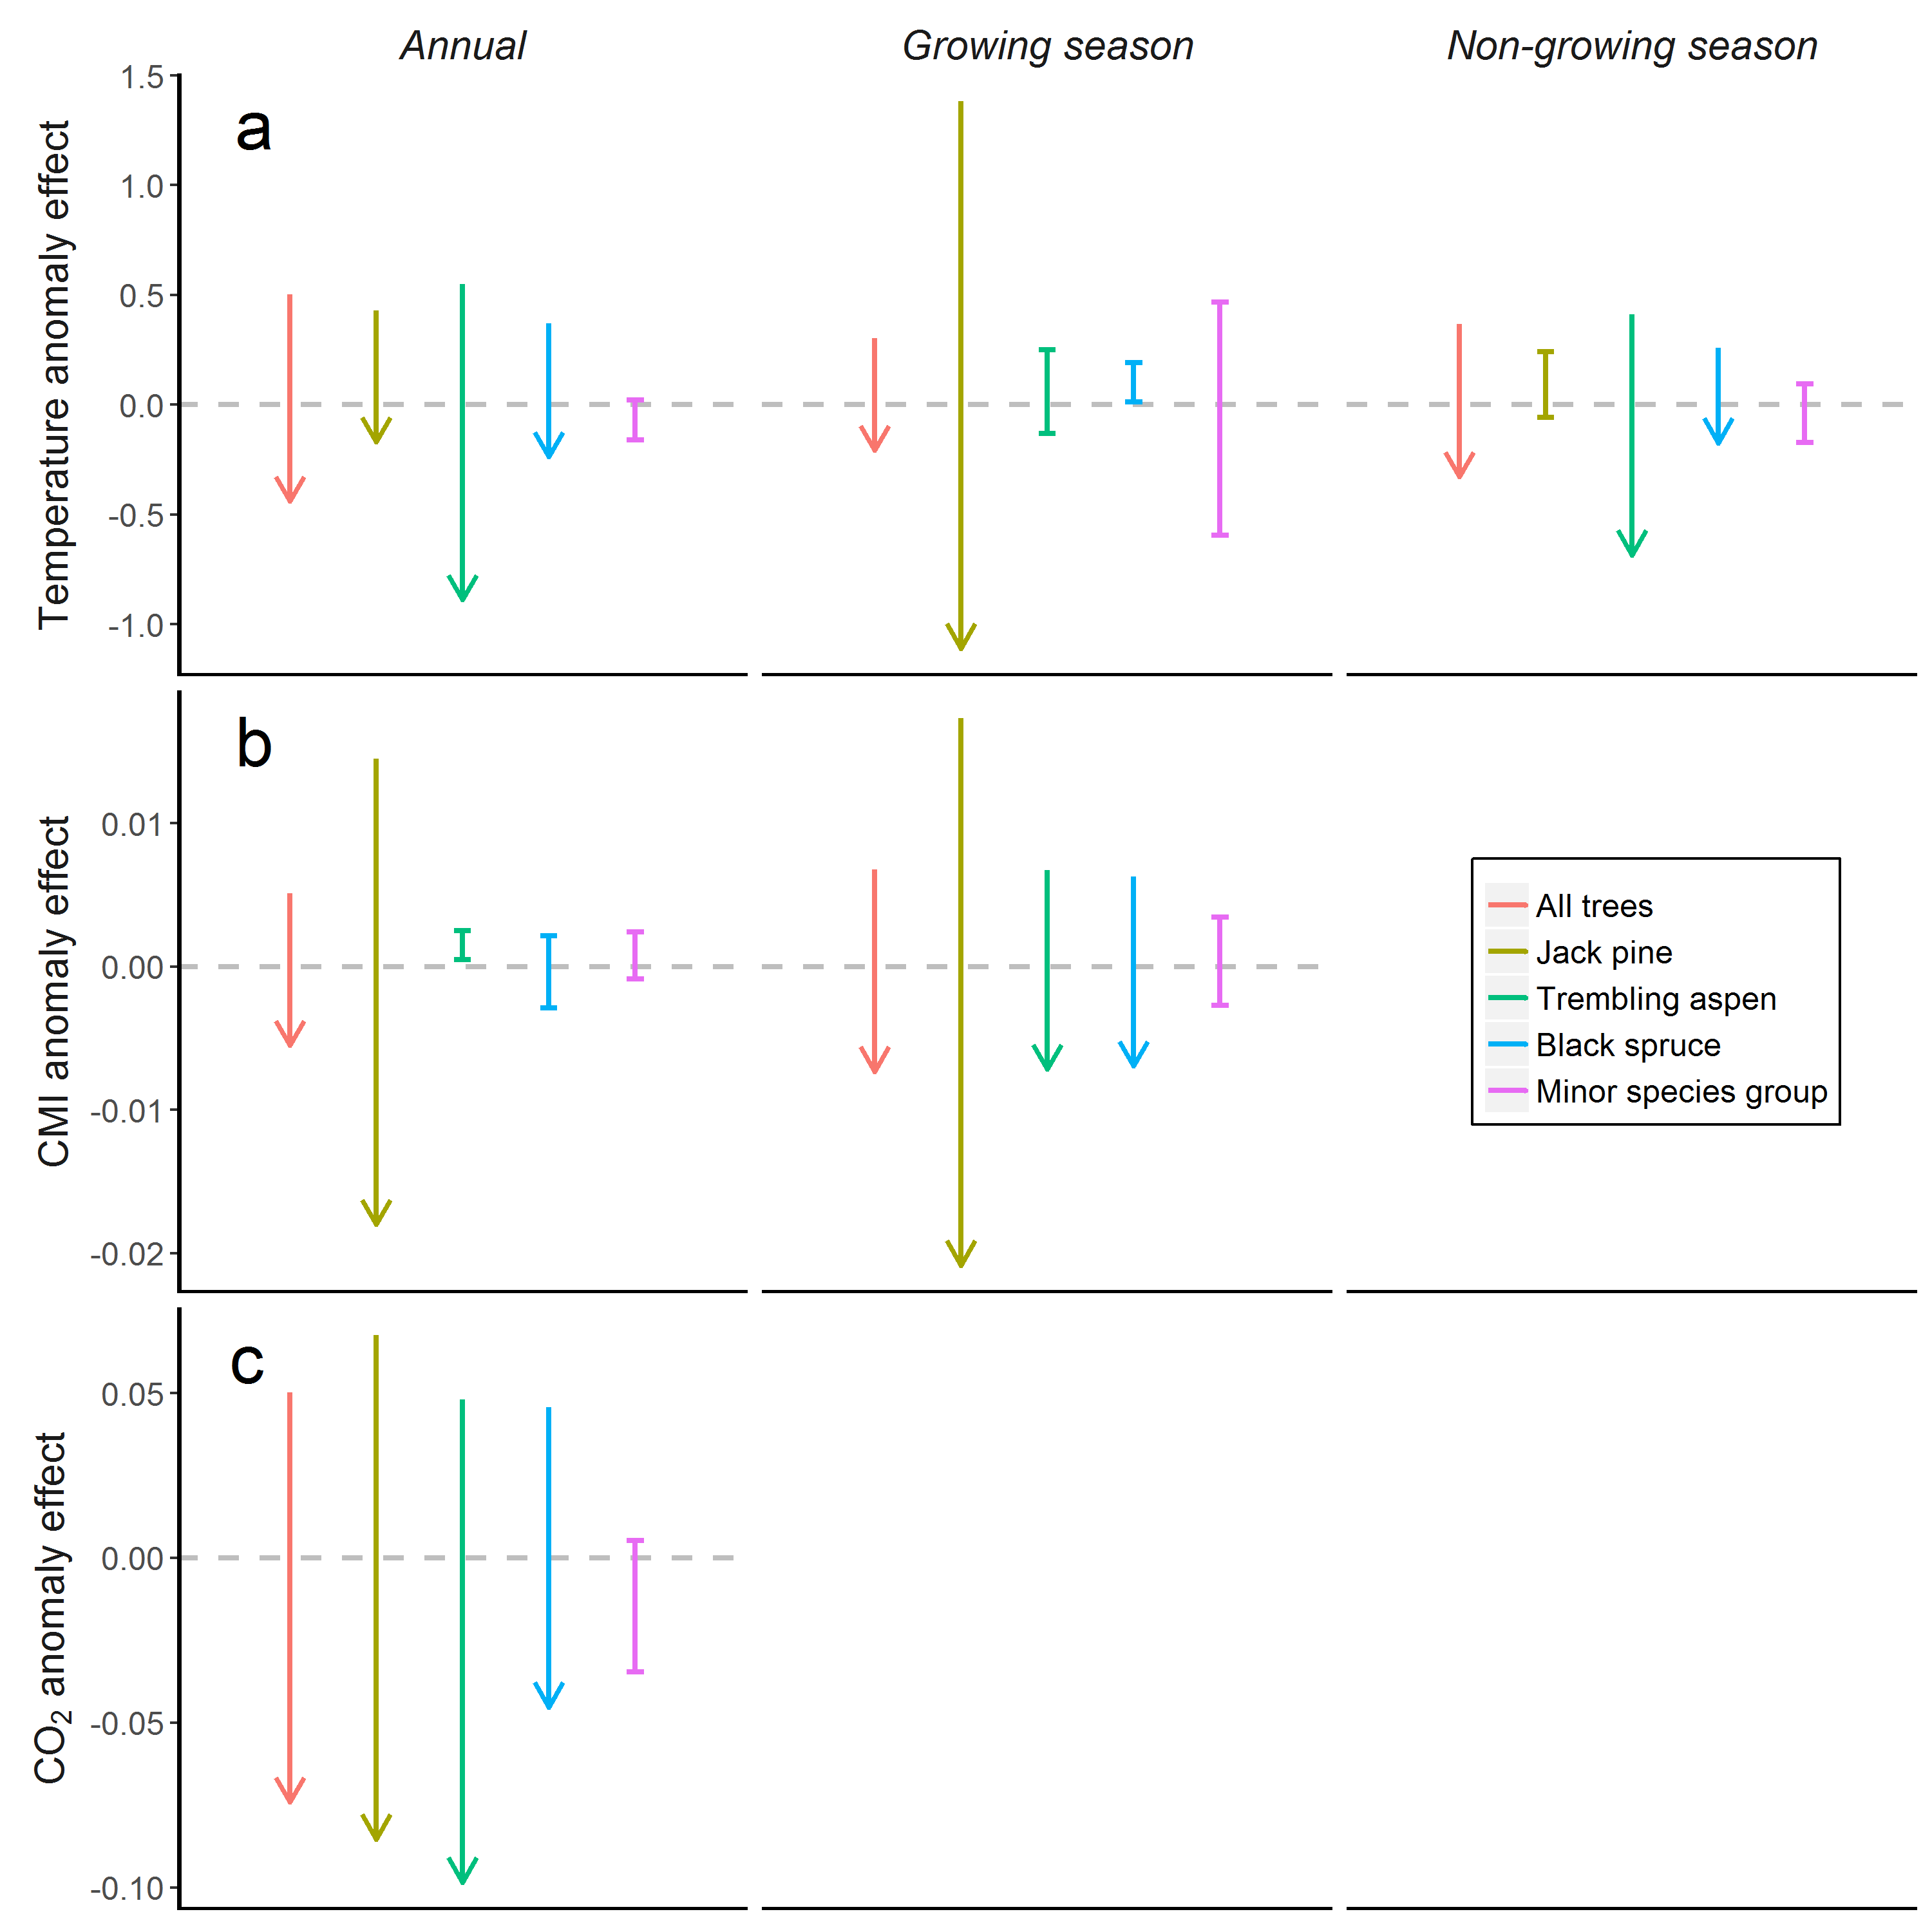 Annual
Growing season
Non-growing season
a
Temperature anomaly effect
1.5
1.0
0.5
0.0
-0.5
-1.0
b
CMI anomaly effect
0.01
0.00
-0.01
-0.02
All trees
Jack pine
Trembling aspen
Black spruce
Minor species group
c
CO₂ anomaly effect
0.05
0.00
-0.05
-0.10